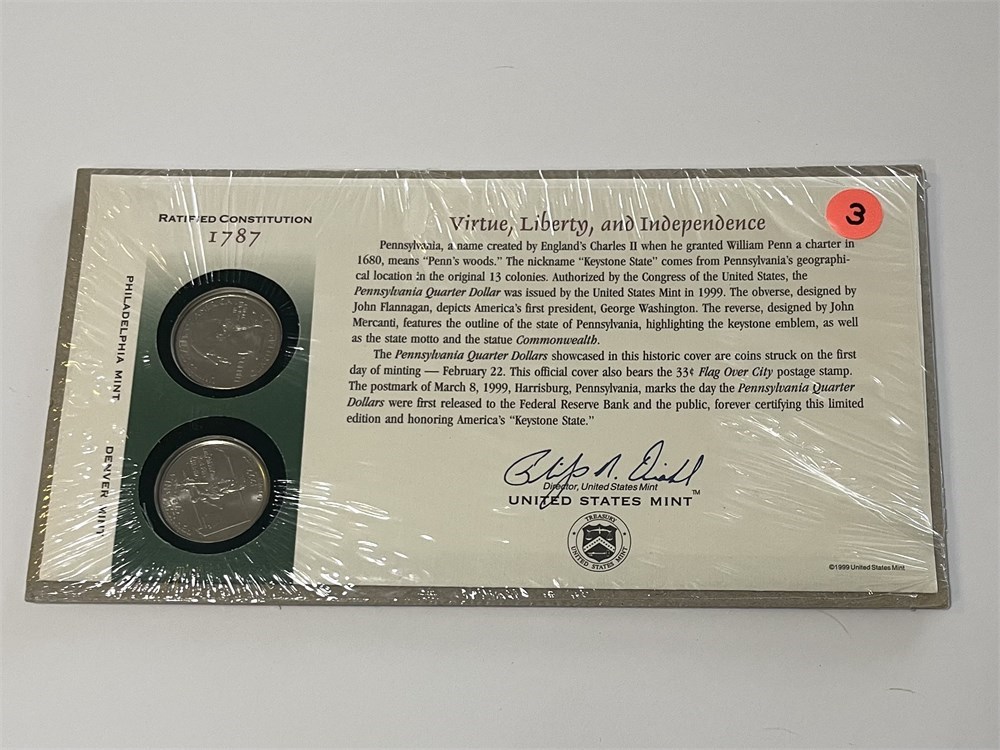 RATIFIED CONSTITUTION
1787
PHILADELPHIA MINT
DENVER MINT
Virtue, Liberty, and Independence
3
Pennsylvania, a name created by England's Charles II when he granted William Penn a charter in
1680, means "Penn's woods." The nickname "Keystone State" comes from Pennsylvania's geographi-
cal location in the original 13 colonies. Authorized by the Congress of the United States, the
Pennsylvania Quarter Dollar was issued by the United States Mint in 1999. The obverse, designed by
John Flannagan, depicts America's first president, George Washington. The reverse, designed by John
Mercanti, features the outline of the state of Pennsylvania, highlighting the keystone emblem, as well
as the state motto and the statue Commonwealth.
The Pennsylvania Quarter Dollars showcased in this historic cover are coins struck on the first
day of minting — February 22. This official cover also bears the 33¢ Flag Over City postage stamp.
The postmark of March 8, 1999, Harrisburg, Pennsylvania, marks the day the Pennsylvania Quarter
Dollars were first released to the Federal Reserve Bank and the public, forever certifying this limited
edition and honoring America's "Keystone State."
Philip N. Diehl
Director, United States Mint
UNITED STATES MINT™
TREASURY
UNITED STATES MINT
©1999 United States Mint